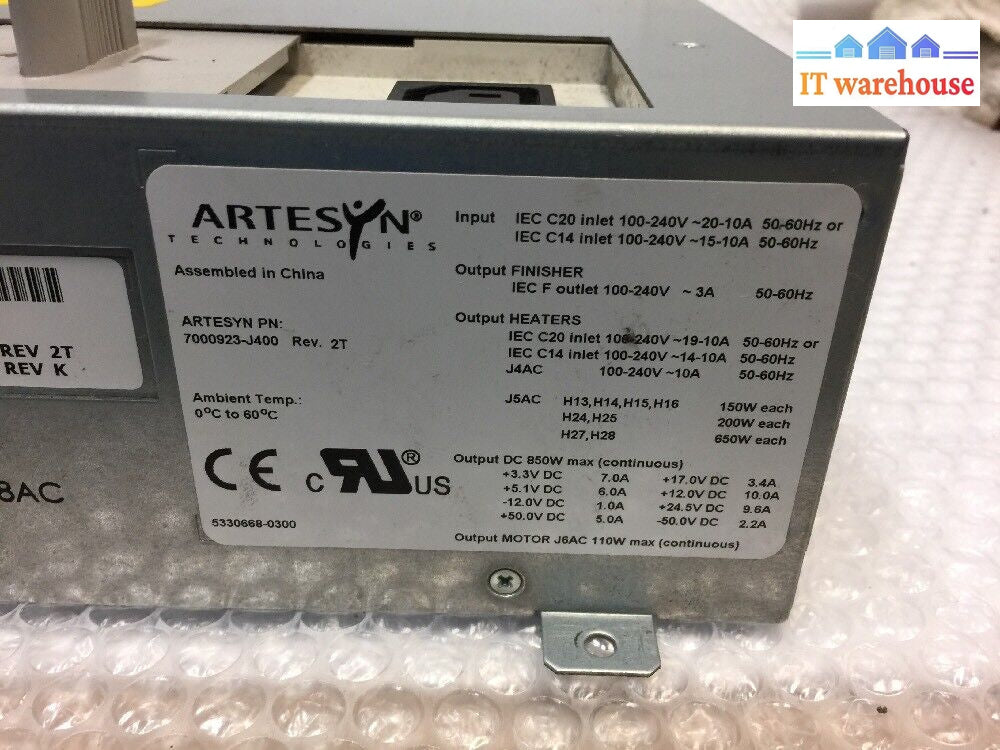 IT warehouse
ARTESYN®
TECHNOLOGIES
Assembled in China
ARTESYN PN:
7000923-J400 Rev. 2T
Ambient Temp.:
0°C to 60°C
CE c RU® US
5330668-0300
Input IEC C20 inlet 100-240V ~20-10A 50-60Hz or
IEC C14 inlet 100-240V ~15-10A 50-60Hz
Output FINISHER
IEC F outlet 100-240V ~ 3A 50-60Hz
Output HEATERS
IEC C20 inlet 100-240V ~19-10A 50-60Hz or
IEC C14 inlet 100-240V ~14-10A 50-60Hz
J4AC 100-240V ~10A 50-60Hz
J5AC H13,H14,H15,H16 150W each
H24,H25 200W each
H27,H28 650W each
Output DC 850W max (continuous)
+3.3V DC 7.0A +17.0V DC 3.4A
+5.1V DC 6.0A +12.0V DC 10.0A
-12.0V DC 1.0A +24.5V DC 9.6A
+50.0V DC 5.0A -50.0V DC 2.2A
Output MOTOR J6AC 110W max (continuous)
REV 2T
REV K
8AC